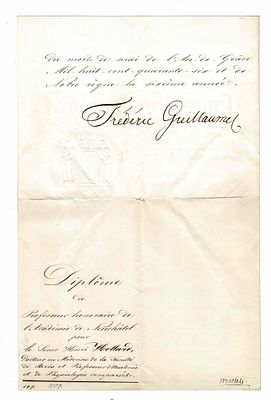 Du mois de mai de l'An de Grâce
Mil huit cent quarante six et de
Notre règne la sixième année.
Frédéric Guillaume
Diplôme
de
Professeur honoraire de
l'Académie de Neuchâtel
pour
le Sieur Henri Hollard,
Docteur en Médecine de la Faculté
de Paris et Professeur d'Anatomie
et de Physiologie comparées.